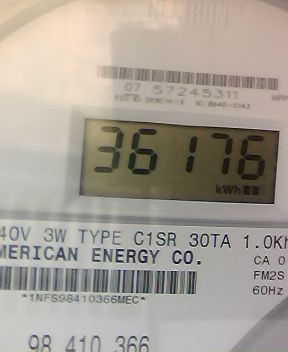 07 57245311
36176
kWh
40V 3W TYPE C1SR 30TA 1.0Kh
MERICAN ENERGY CO.
CA 0
FM2S
60Hz
*1NFS98410366MEC*
98 410 366